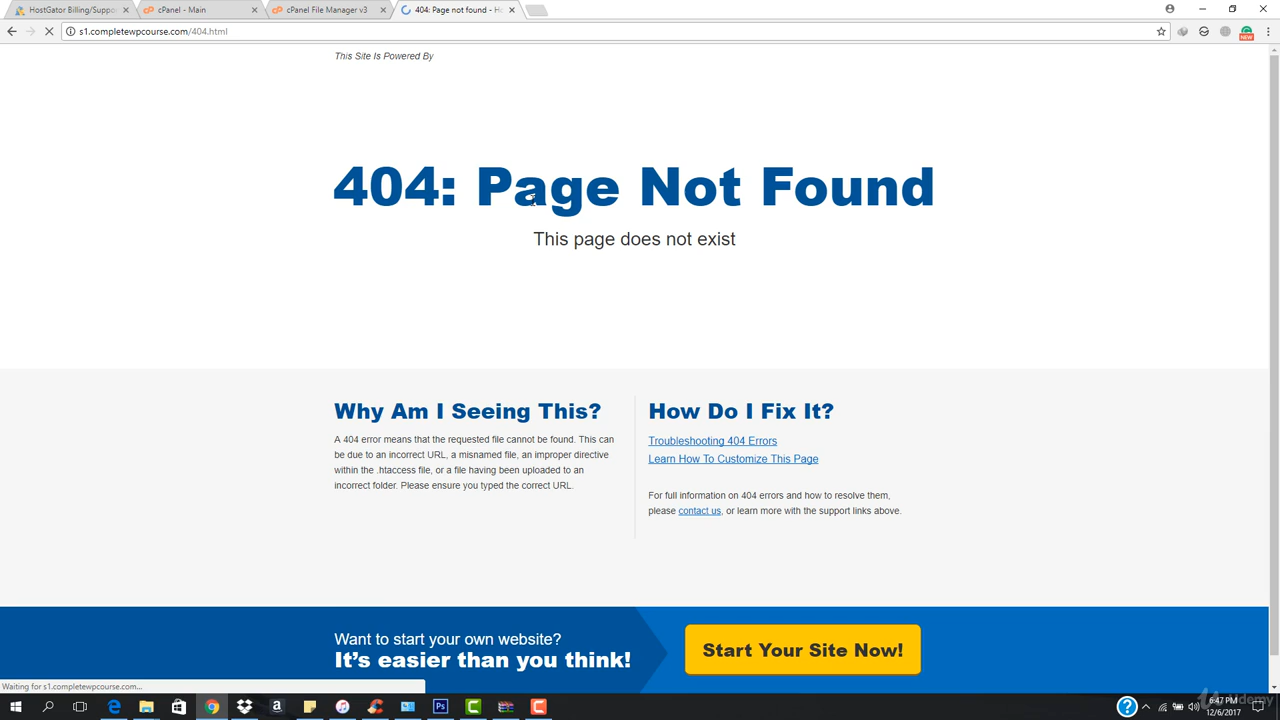 HostGator Billing/Suppo
cPanel - Main
cPanel File Manager v3
404: Page not found - Ho
s1.completewpcourse.com/404.html
NEW
This Site Is Powered By
404: Page Not Found
This page does not exist
Why Am I Seeing This?
A 404 error means that the requested file cannot be found. This can
be due to an incorrect URL, a misnamed file, an improper directive
within the .htaccess file, or a file having been uploaded to an
incorrect folder. Please ensure you typed the correct URL.
How Do I Fix It?
Troubleshooting 404 Errors
Learn How To Customize This Page
For full information on 404 errors and how to resolve them,
please contact us, or learn more with the support links above.
Want to start your own website?
It's easier than you think!
Start Your Site Now!
Waiting for s1.completewpcourse.com...
Ps
6:47 PM
12/6/2017
Udemy